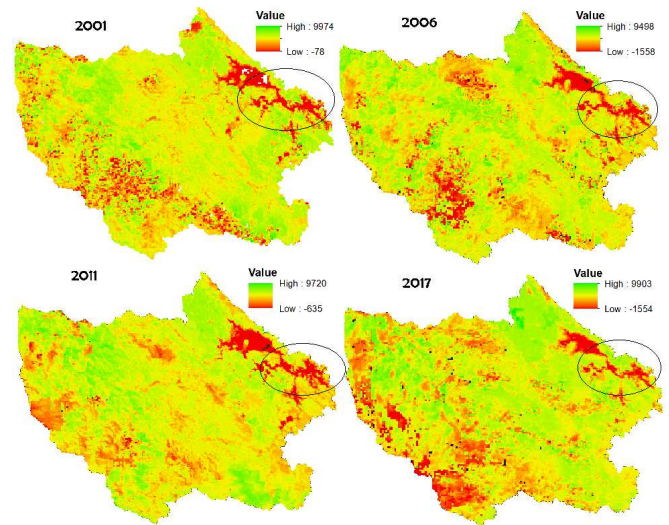 2001
Value
High : 9974
Low : -78
2006
Value
High : 9498
Low : -1558
2011
Value
High : 9720
Low : -635
2017
Value
High : 9903
Low : -1554